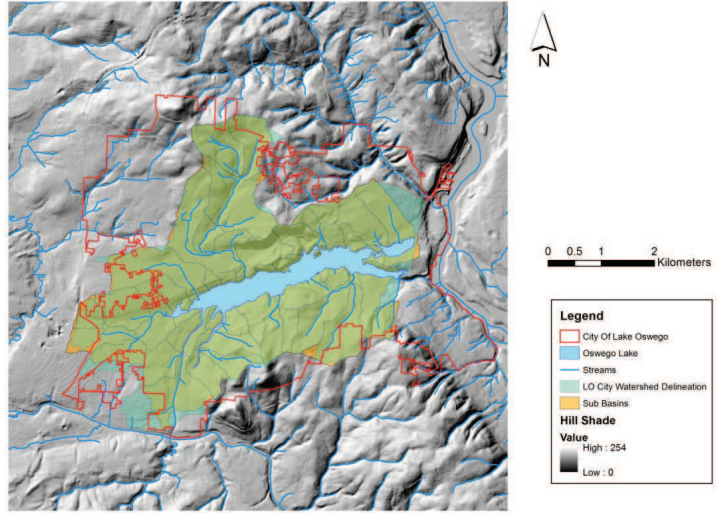 N
0 0.5 1 2
Kilometers
Legend
City Of Lake Oswego
Oswego Lake
Streams
LO City Watershed Delineation
Sub Basins
Hill Shade
Value
High : 254
Low : 0